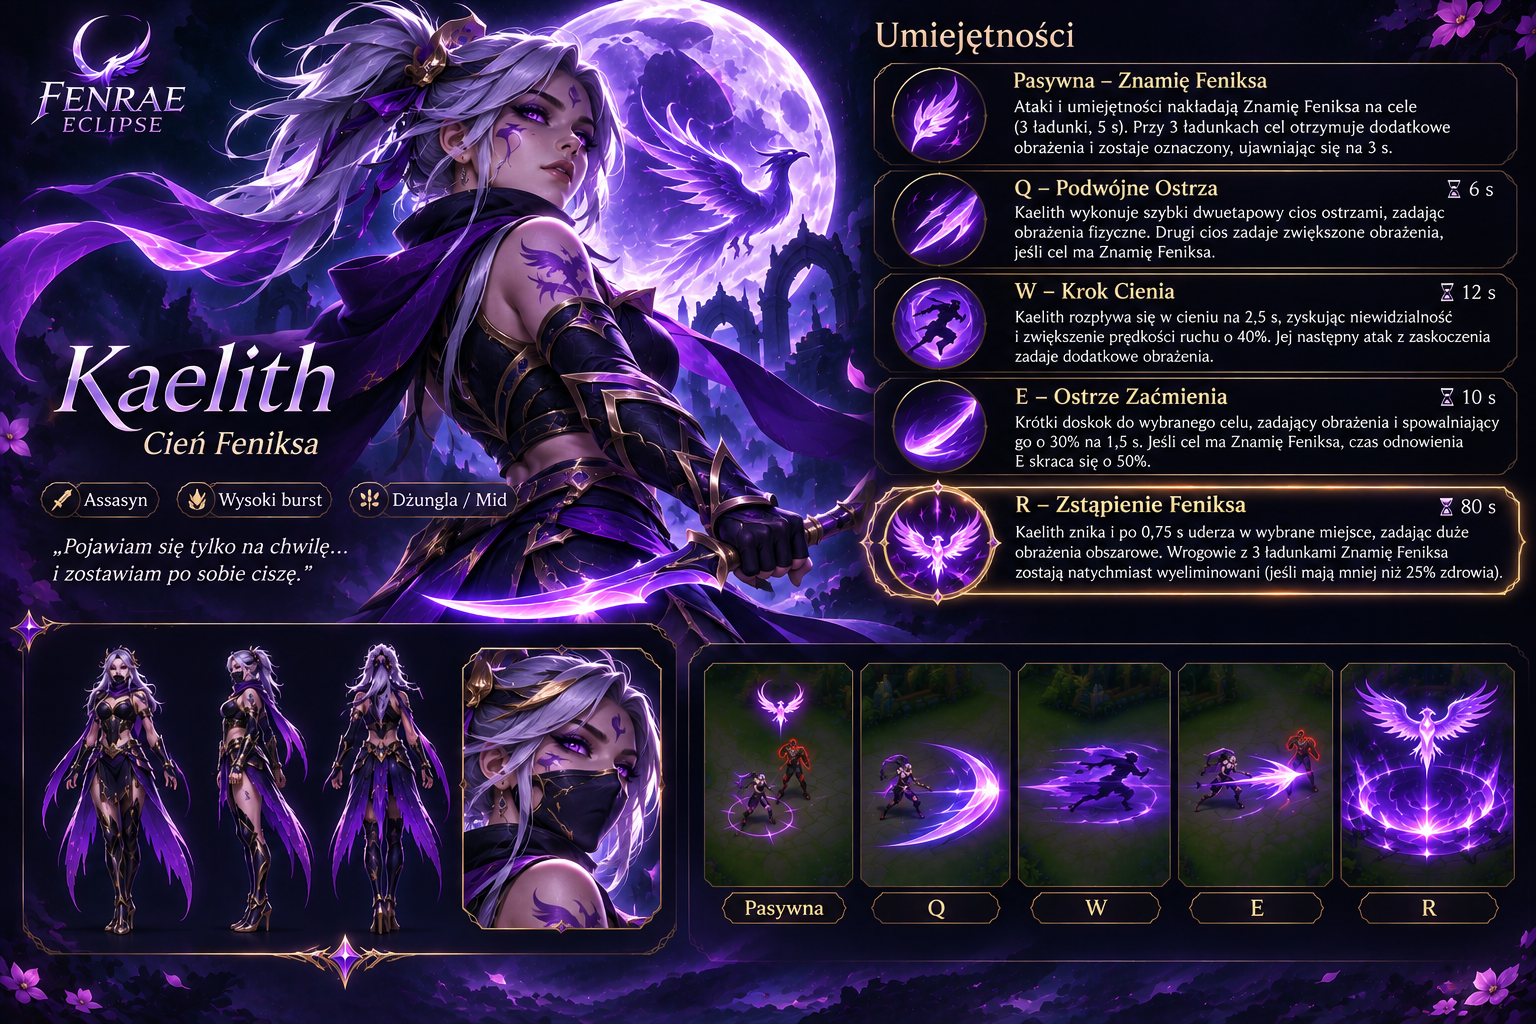 FENRAE
ECLIPSE
Kaelith
Cień Feniksa
Assasyn
Wysoki burst
Dżungla / Mid
„Pojawiam się tylko na chwilę...
i zostawiam po sobie ciszę.”
Umiejętności
Pasywna – Znamię Feniksa
Ataki i umiejętności nakładają Znamię Feniksa na cele
(3 ładunki, 5 s). Przy 3 ładunkach cel otrzymuje dodatkowe
obrażenia i zostaje oznaczony, ujawniając się na 3 s.
Q – Podwójne Ostrza
6 s
Kaelith wykonuje szybki dwuetapowy cios ostrzami, zadając
obrażenia fizyczne. Drugi cios zadaje zwiększone obrażenia,
jeśli cel ma Znamię Feniksa.
W – Krok Cienia
12 s
Kaelith rozpływa się w cieniu na 2,5 s, zyskując niewidzialność
i zwiększenie prędkości ruchu o 40%. Jej następny atak z zaskoczenia
zadaje dodatkowe obrażenia.
E – Ostrze Zaćmienia
10 s
Krótki doskok do wybranego celu, zadający obrażenia i spowalniający
go o 30% na 1,5 s. Jeśli cel ma Znamię Feniksa, czas odnowienia
E skraca się o 50%.
R – Zstąpienie Feniksa
80 s
Kaelith znika i po 0,75 s uderza w wybrane miejsce, zadając duże
obrażenia obszarowe. Wrogowie z 3 ładunkami Znamię Feniksa
zostają natychmiast wyeliminowani (jeśli mają mniej niż 25% zdrowia).
Pasywna
Q
W
E
R